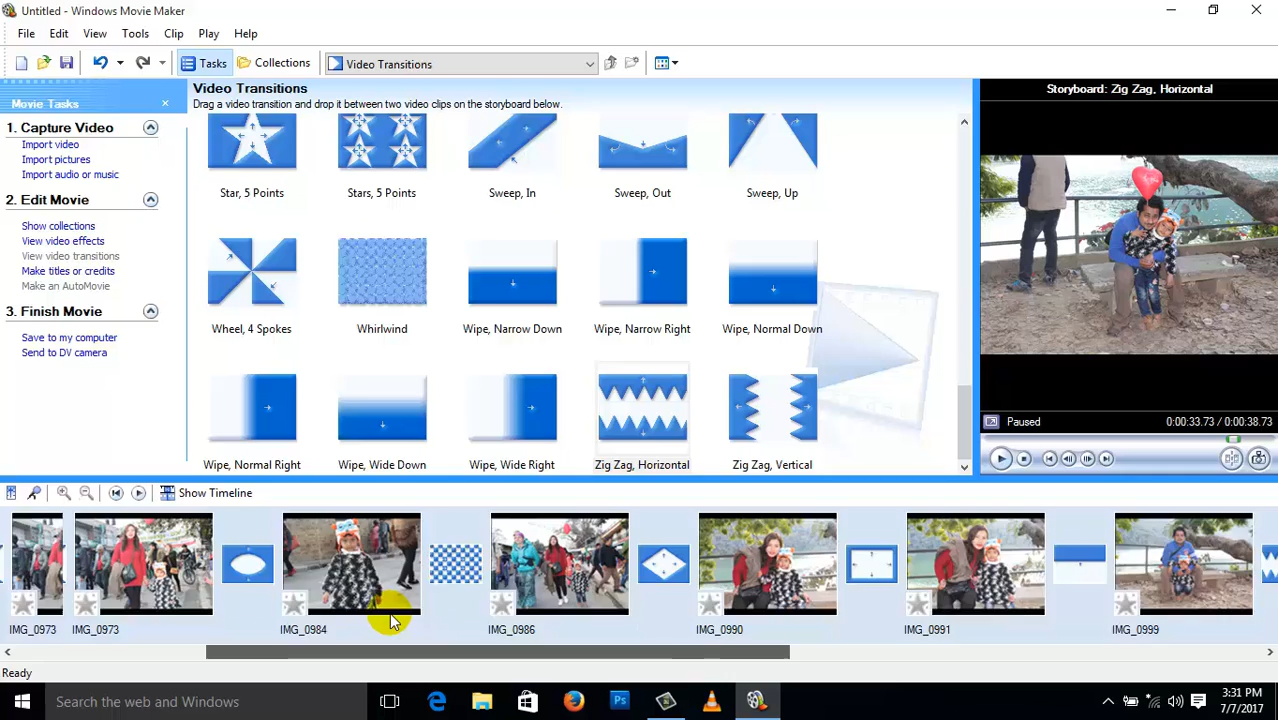 Untitled - Windows Movie Maker
File Edit View Tools Clip Play Help
Tasks Collections Video Transitions
Movie Tasks
1. Capture Video
Import video
Import pictures
Import audio or music
2. Edit Movie
Show collections
View video effects
View video transitions
Make titles or credits
Make an AutoMovie
3. Finish Movie
Save to my computer
Send to DV camera
Video Transitions
Drag a video transition and drop it between two video clips on the storyboard below.
Star, 5 Points Stars, 5 Points Sweep, In Sweep, Out Sweep, Up
Wheel, 4 Spokes Whirlwind Wipe, Narrow Down Wipe, Narrow Right Wipe, Normal Down
Wipe, Normal Right Wipe, Wide Down Wipe, Wide Right Zig Zag, Horizontal Zig Zag, Vertical
Storyboard: Zig Zag, Horizontal
Paused 0:00:33.73 / 0:00:38.73
Show Timeline
IMG_0973 IMG_0973 IMG_0984 IMG_0986 IMG_0990 IMG_0991 IMG_0999
Ready
Search the web and Windows
Ps
3:31 PM
7/7/2017